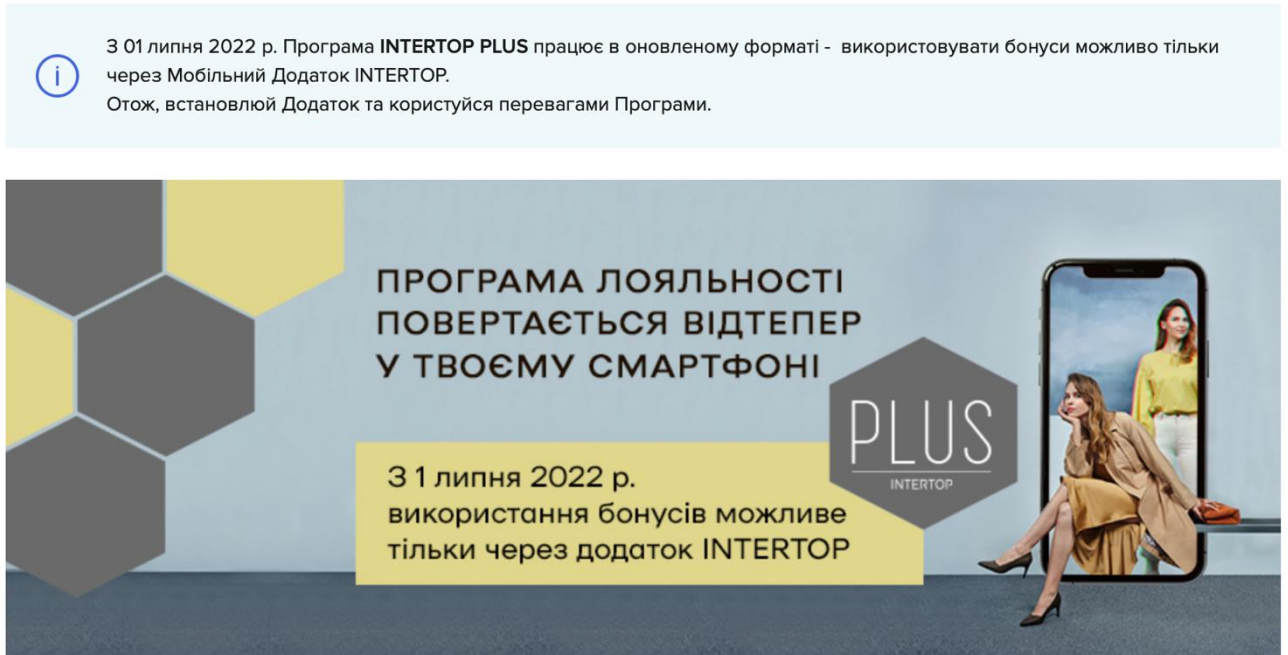 З 01 липня 2022 р. Програма INTERTOP PLUS працює в оновленому форматі - використовувати бонуси можливо тільки
через Мобільний Додаток INTERTOP.
Отож, встановлюй Додаток та користуйся перевагами Програми.
ПРОГРАМА ЛОЯЛЬНОСТІ
ПОВЕРТАЄТЬСЯ ВІДТЕПЕР
У ТВОЄМУ СМАРТФОНІ
PLUS
INTERTOP
З 1 липня 2022 р.
використання бонусів можливе
тільки через додаток INTERTOP